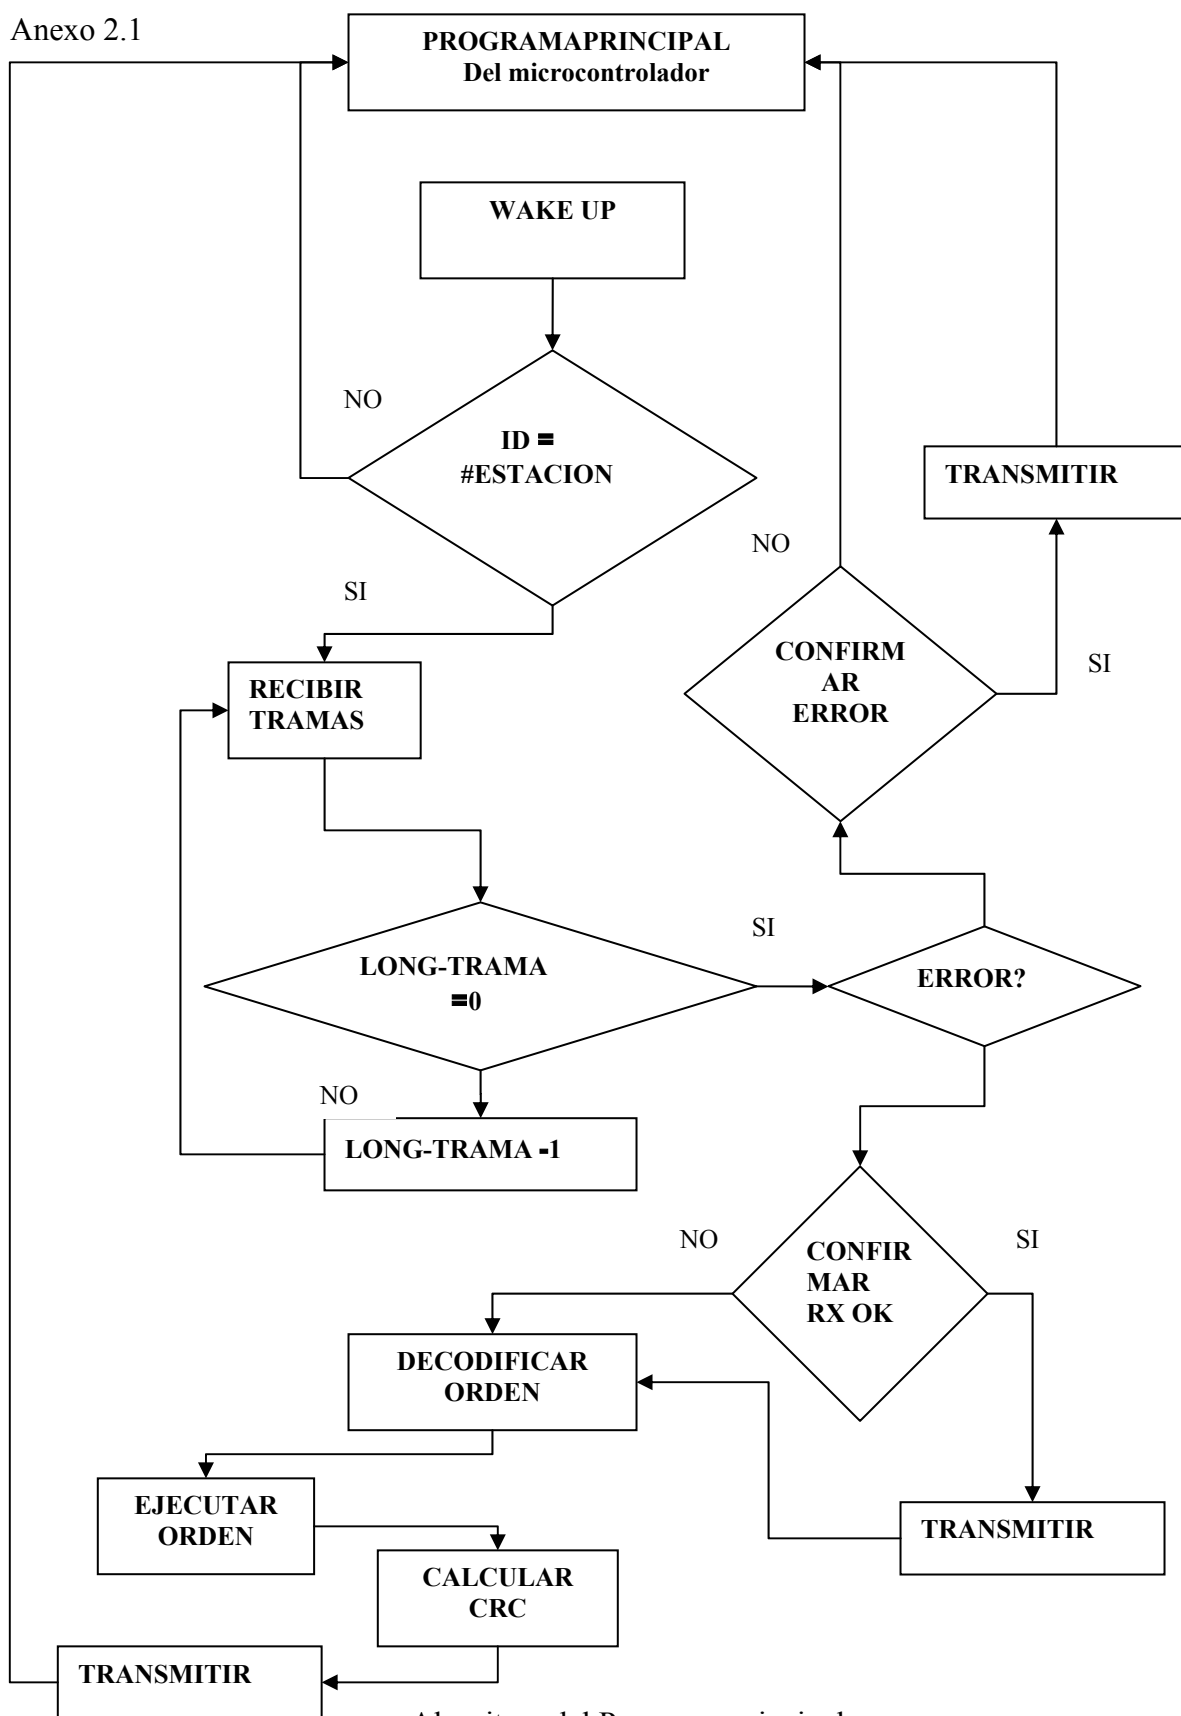 Anexo 2.1
PROGRAMAPRINCIPAL
Del microcontrolador
WAKE UP
NO
ID =
#ESTACION
TRANSMITIR
NO
SI
CONFIRM
AR
ERROR
SI
RECIBIR
TRAMAS
SI
LONG-TRAMA
=0
ERROR?
NO
LONG-TRAMA -1
NO
CONFIR
MAR
RX OK
SI
DECODIFICAR
ORDEN
EJECUTAR
ORDEN
TRANSMITIR
CALCULAR
CRC
TRANSMITIR